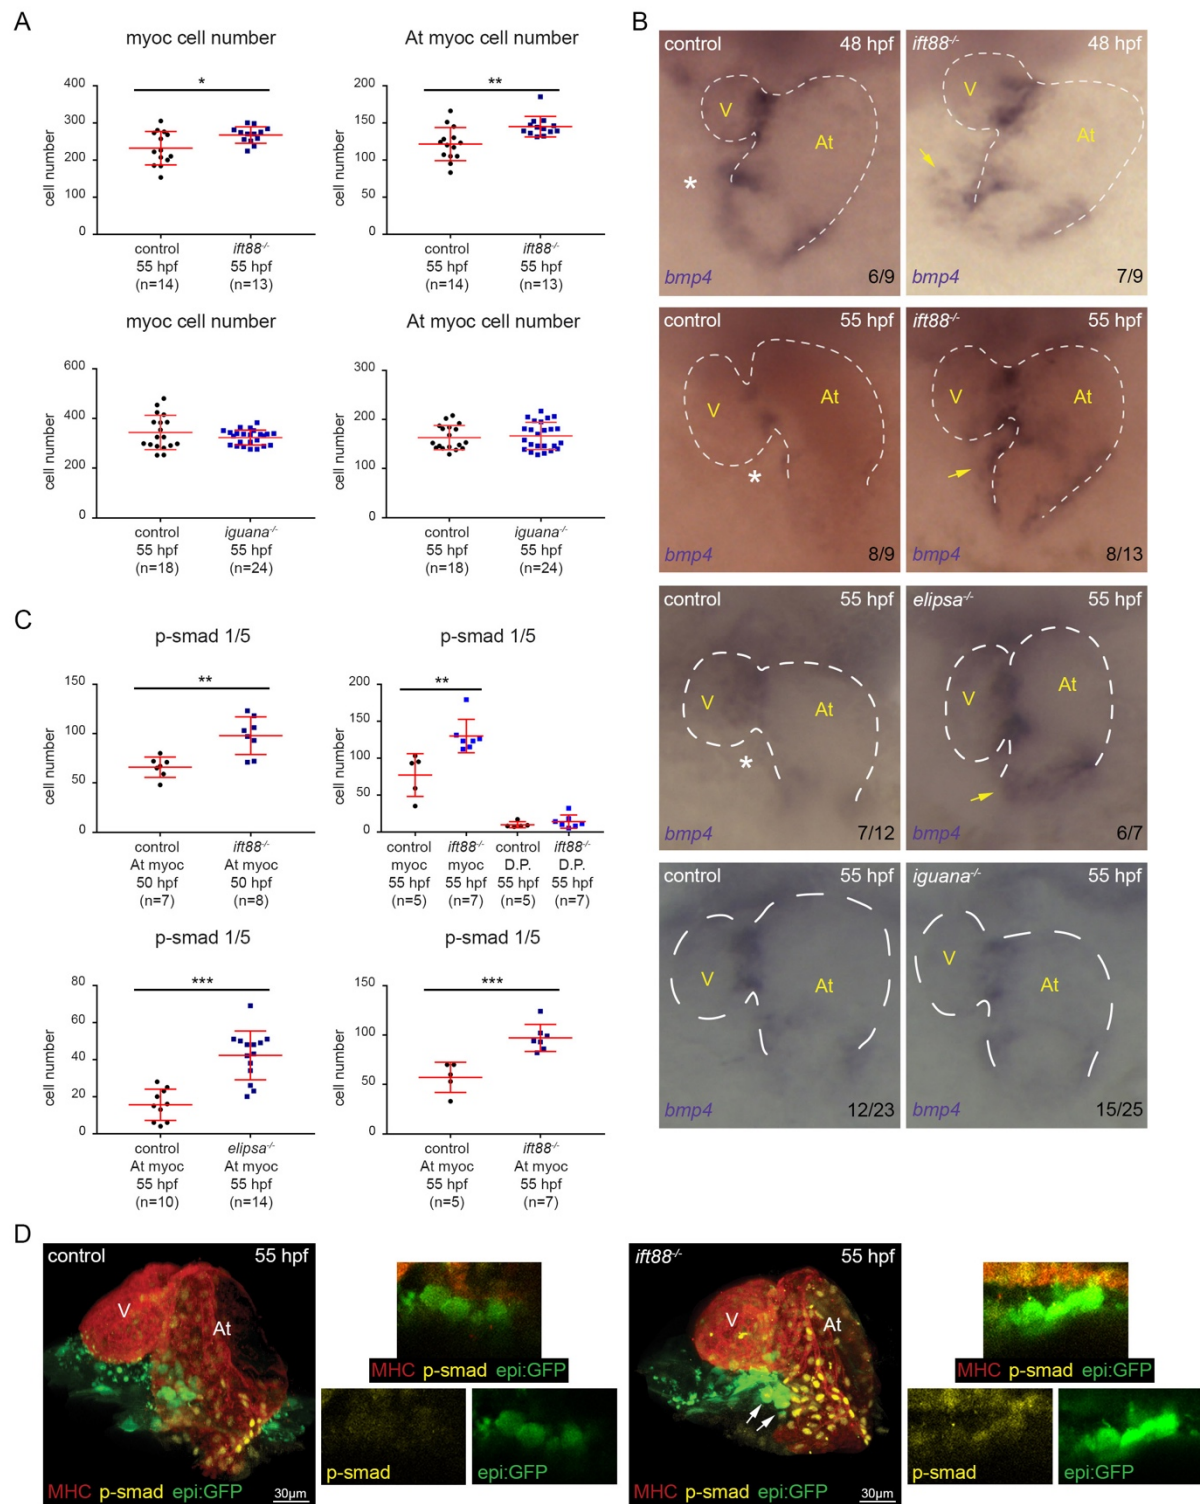 A
myoc cell number
*
400
300
200
100
0
cell number
control
55 hpf
(n=14)
ift88-/-
55 hpf
(n=13)
At myoc cell number
**
200
150
100
50
0
cell number
control
55 hpf
(n=14)
ift88-/-
55 hpf
(n=13)
myoc cell number
600
400
200
0
cell number
control
55 hpf
(n=18)
iguana-/-
55 hpf
(n=24)
At myoc cell number
300
200
100
0
cell number
control
55 hpf
(n=18)
iguana-/-
55 hpf
(n=24)
B
control 48 hpf
V
At
*
bmp4 6/9
ift88-/- 48 hpf
V
At
bmp4 7/9
control 55 hpf
V
At
*
bmp4 8/9
ift88-/- 55 hpf
V
At
bmp4 8/13
control 55 hpf
V
At
*
bmp4 7/12
elipsa-/- 55 hpf
V
At
bmp4 6/7
control 55 hpf
V
At
bmp4 12/23
iguana-/- 55 hpf
V
At
bmp4 15/25
C
p-smad 1/5
**
150
100
50
0
cell number
control
At myoc
50 hpf
(n=7)
ift88-/-
At myoc
50 hpf
(n=8)
p-smad 1/5
**
200
150
100
50
0
cell number
control
myoc
55 hpf
(n=5)
ift88-/-
myoc
55 hpf
(n=7)
control
D.P.
55 hpf
(n=5)
ift88-/-
D.P.
55 hpf
(n=7)
p-smad 1/5
***
80
60
40
20
0
cell number
control
At myoc
55 hpf
(n=10)
elipsa-/-
At myoc
55 hpf
(n=14)
p-smad 1/5
***
150
100
50
0
cell number
control
At myoc
55 hpf
(n=5)
ift88-/-
At myoc
55 hpf
(n=7)
D
control 55 hpf
V
At
MHC p-smad epi:GFP 30µm
MHC p-smad epi:GFP
p-smad
epi:GFP
ift88-/- 55 hpf
V
At
MHC p-smad epi:GFP 30µm
MHC p-smad epi:GFP
p-smad
epi:GFP